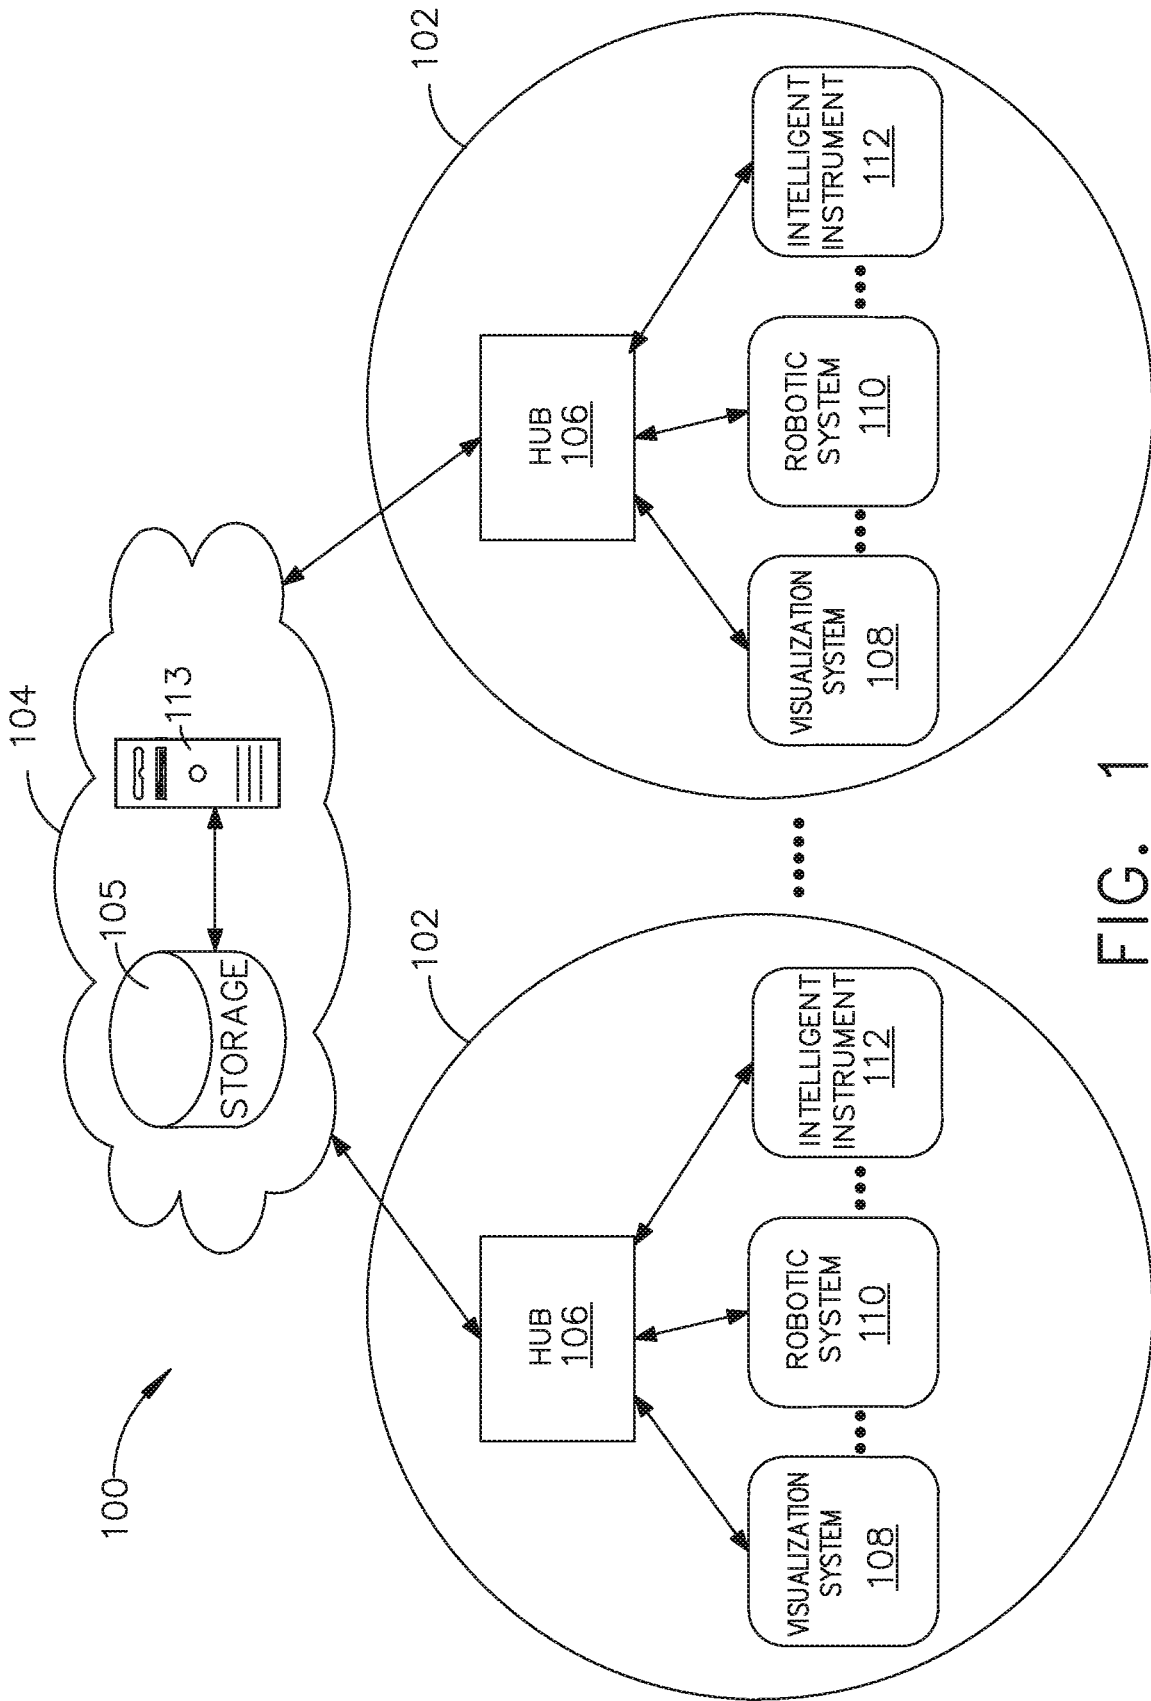 100
104
105
113
STORAGE
102
102
HUB
106
HUB
106
VISUALIZATION
SYSTEM
108
ROBOTIC
SYSTEM
110
INTELLIGENT
INSTRUMENT
112
VISUALIZATION
SYSTEM
108
ROBOTIC
SYSTEM
110
INTELLIGENT
INSTRUMENT
112
FIG. 1